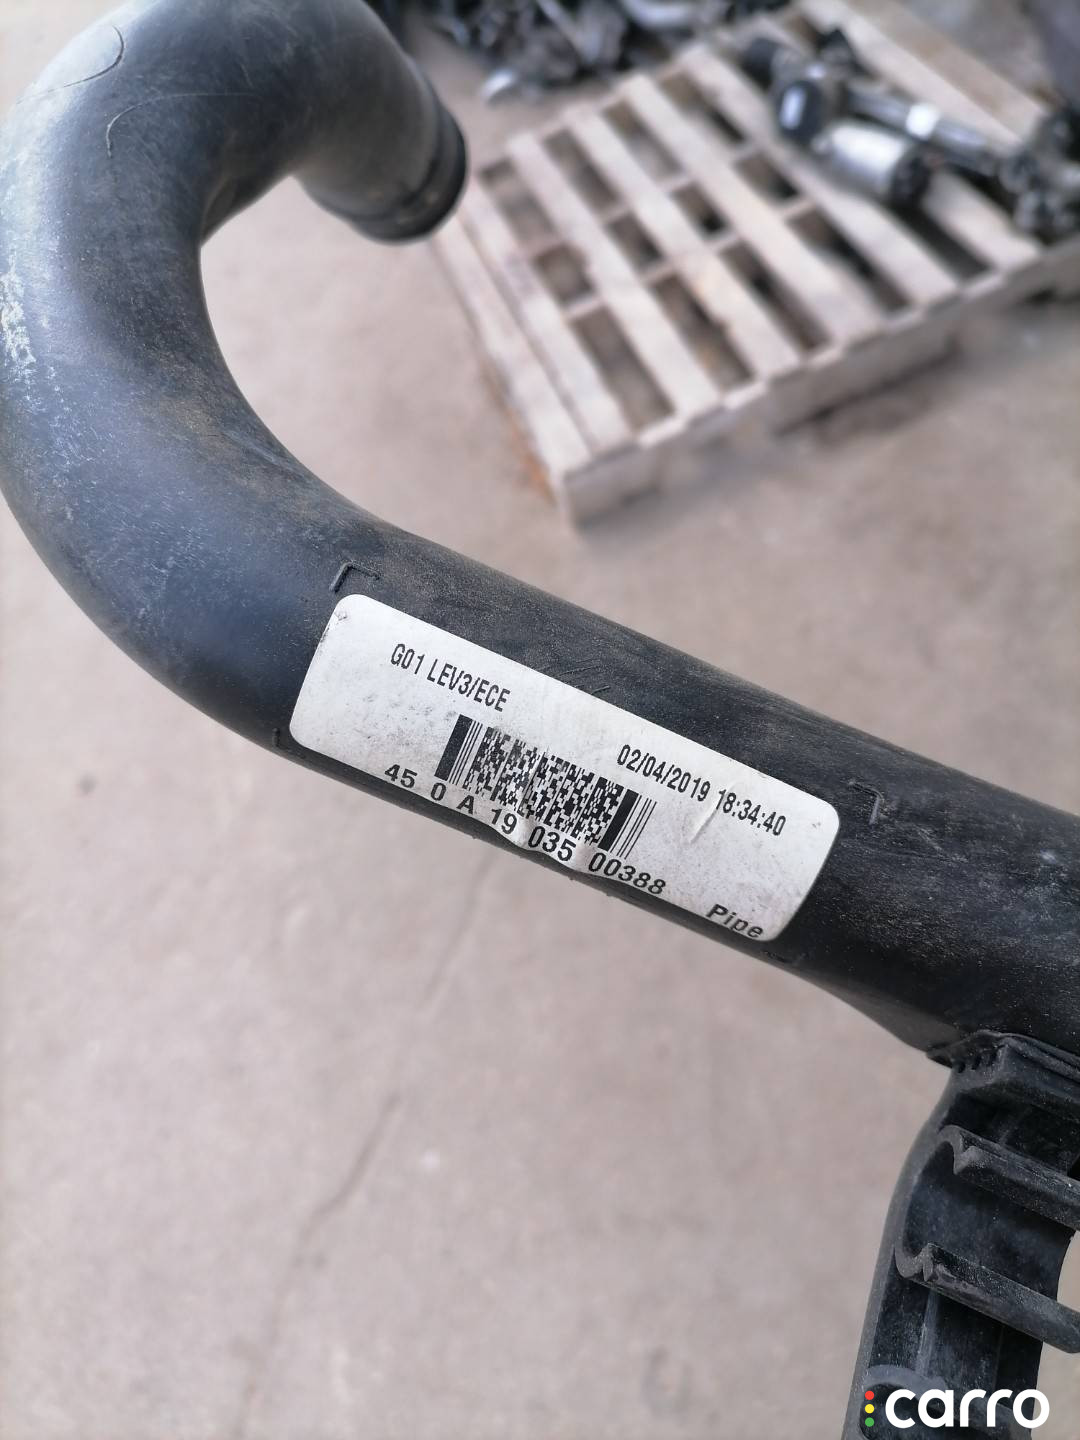 G01 LEV3/ECE
02/04/2019 18:34:40
45 0 A 19 035 00388
Pipe
carro